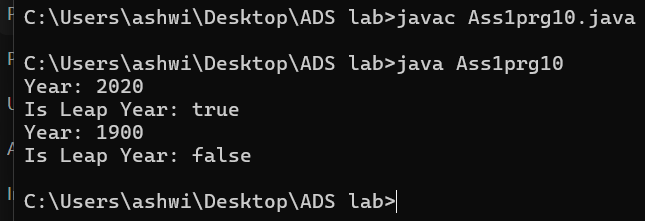 C:\Users\ashwi\Desktop\ADS lab>javac Ass1prg10.java
C:\Users\ashwi\Desktop\ADS lab>java Ass1prg10
Year: 2020
Is Leap Year: true
Year: 1900
Is Leap Year: false
C:\Users\ashwi\Desktop\ADS lab>